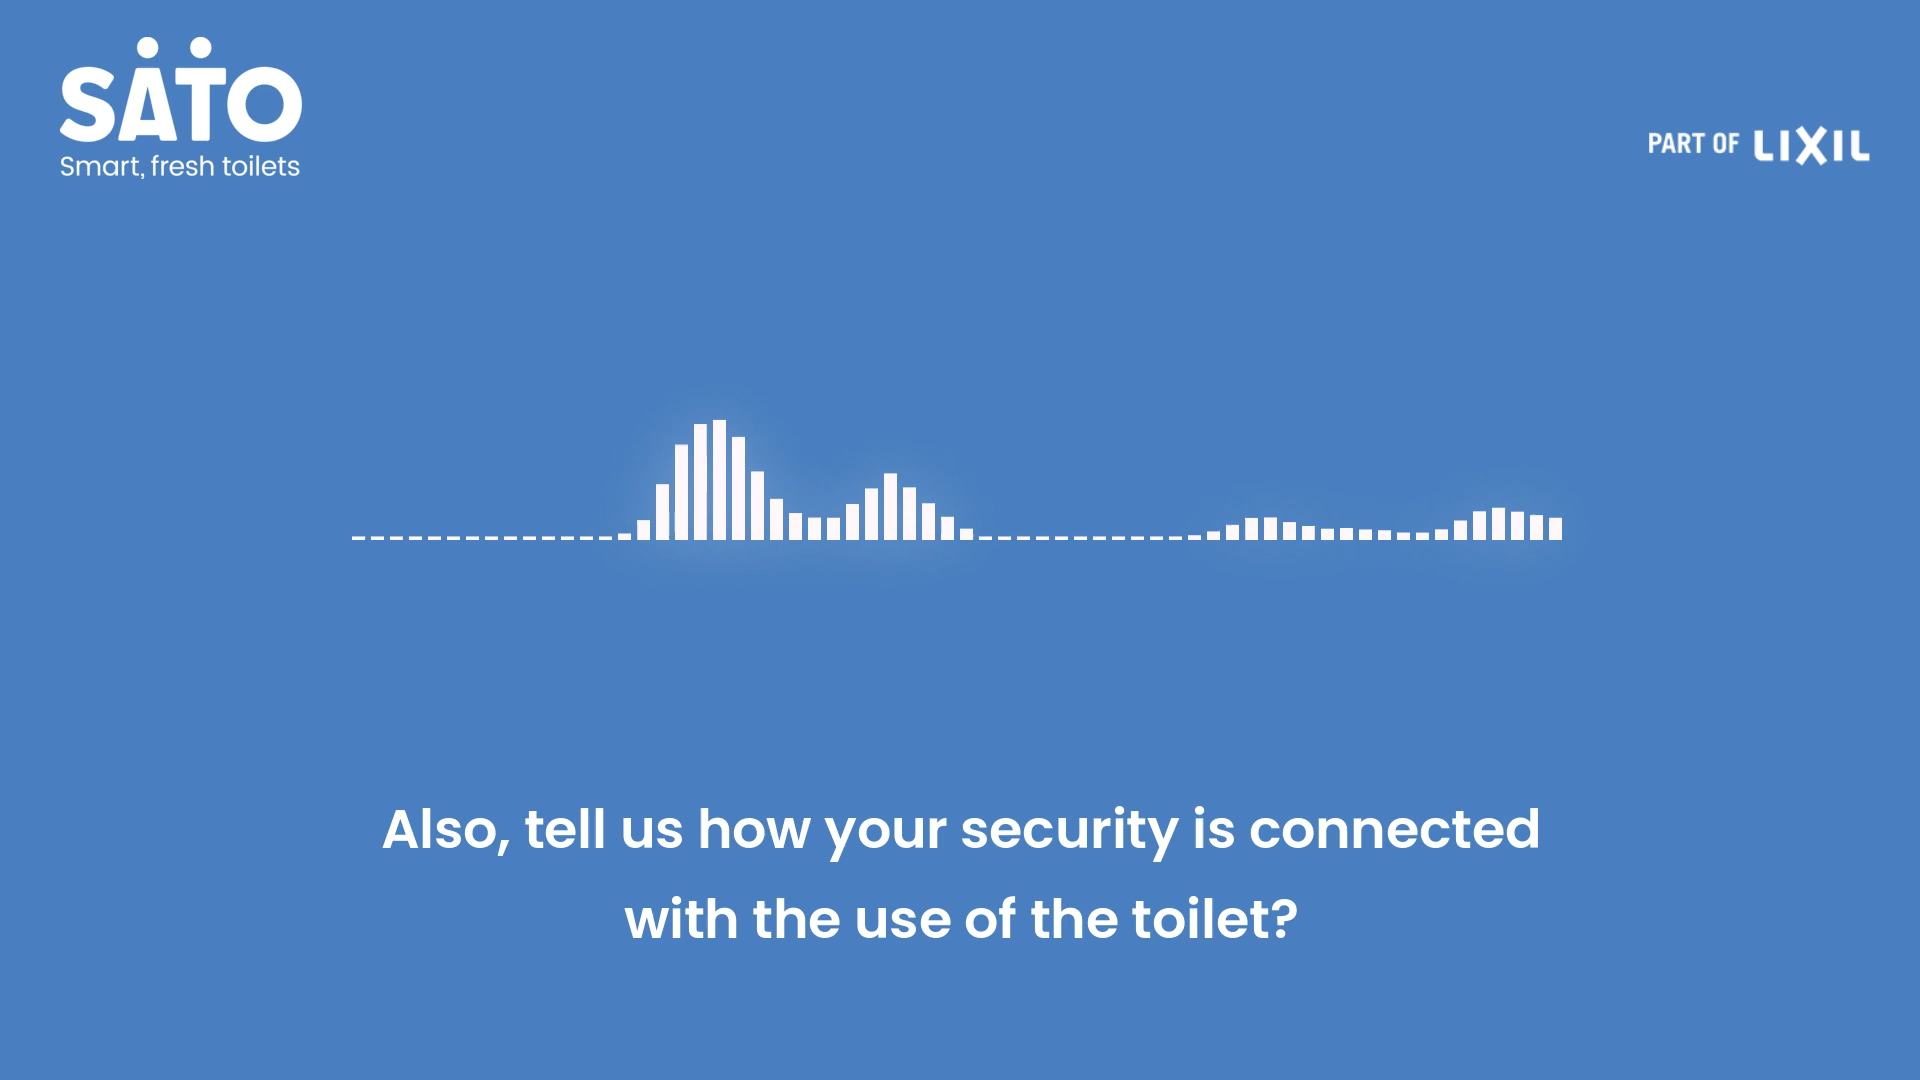 SATO
Smart, fresh toilets
PART OF LIXIL
Also, tell us how your security is connected
with the use of the toilet?